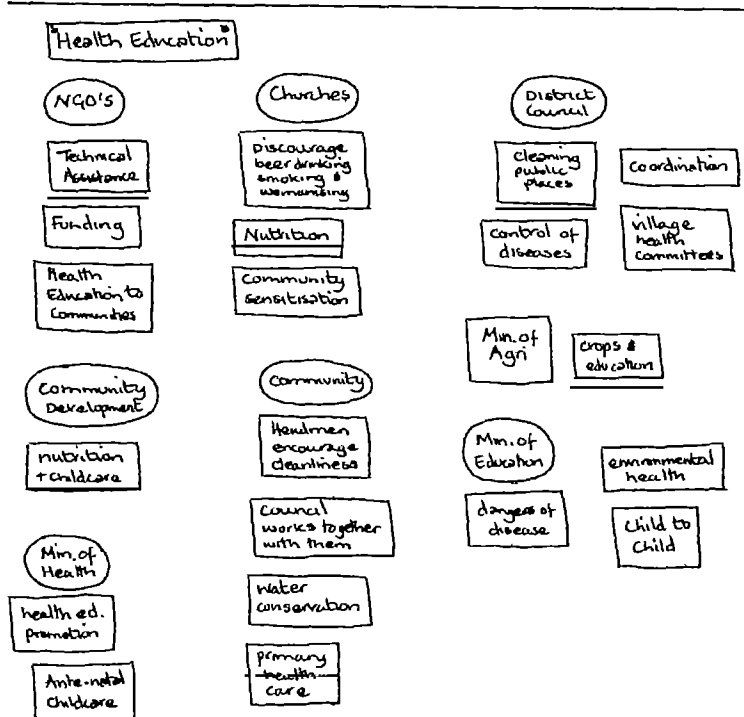 "Health Education"
NGO's
Technical
Assistance
Funding
Health
Education to
Communities
Churches
Discourage
beer drinking
smoking &
womanising
Nutrition
Community
Sensitisation
District
Council
cleaning
public
places
coordination
control of
diseases
village
health
committees
Min. of
Agri
crops &
education
Community
Development
nutrition
+ childcare
Community
Headmen
encourage
cleanliness
council
works together
with them
water
conservation
primary
health
care
Min. of
Education
environmental
health
dangers of
disease
Child to
Child
Min. of
Health
health ed.
promotion
Ante-natal
Childcare